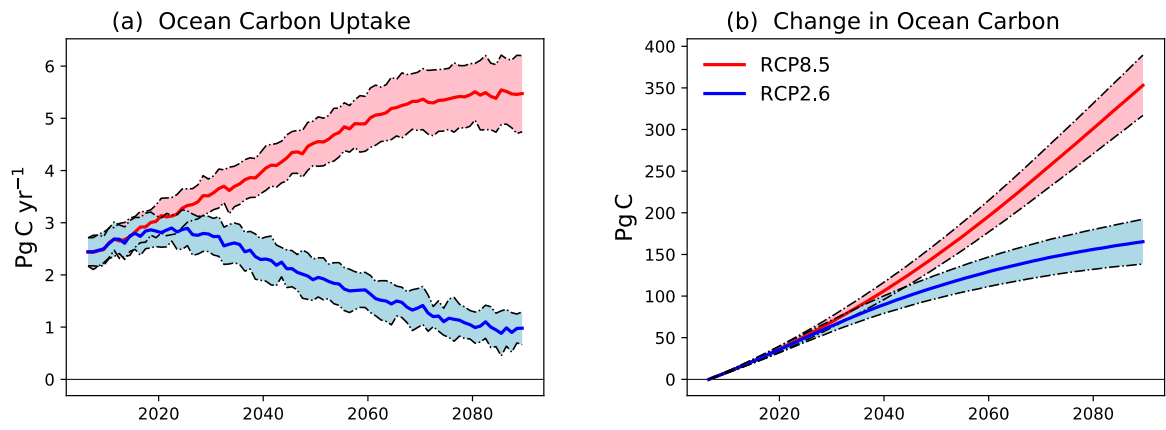 (a) Ocean Carbon Uptake
Pg C yr⁻¹
6
5
4
3
2
1
0
2020 2040 2060 2080
(b) Change in Ocean Carbon
Pg C
400
350
300
250
200
150
100
50
0
RCP8.5
RCP2.6
2020 2040 2060 2080